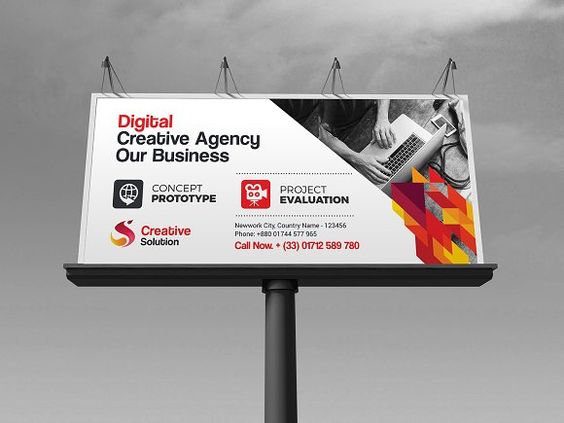 Digital
Creative Agency
Our Business
CONCEPT
PROTOTYPE
PROJECT
EVALUATION
Creative
Solution
Newwork City, Country Name - 123456
Phone: +880 01744 577 965
Call Now. + (33) 01712 589 780